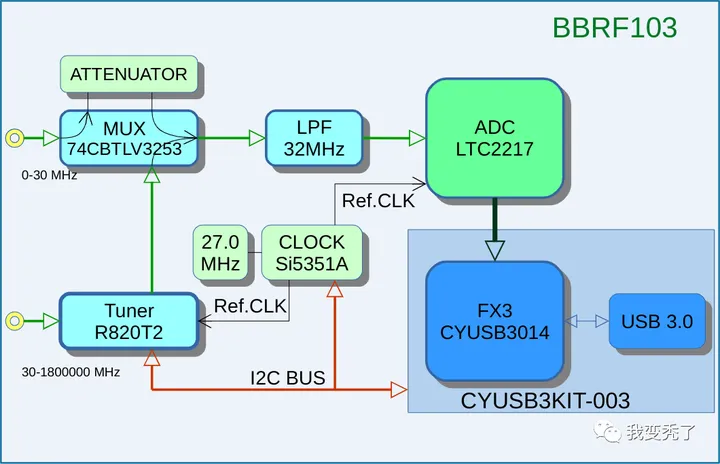 BBRF103
ATTENUATOR
MUX
74CBTLV3253
LPF
32MHz
ADC
LTC2217
0-30 MHz
Ref.CLK
27.0
MHz
CLOCK
Si5351A
Tuner
R820T2
Ref.CLK
FX3
CYUSB3014
USB 3.0
30-1800000 MHz
I2C BUS
CYUSB3KIT-003
我变秃了